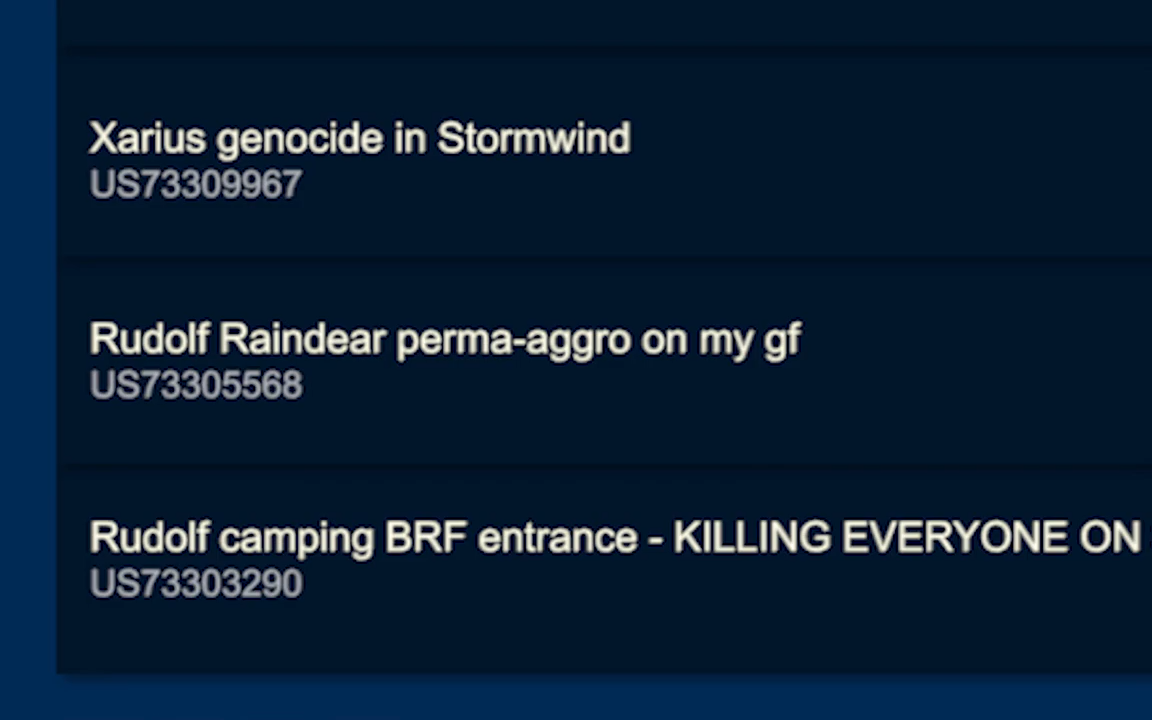 Xarius genocide in Stormwind
US73309967
Rudolf Raindear perma-aggro on my gf
US73305568
Rudolf camping BRF entrance - KILLING EVERYONE ON
US73303290